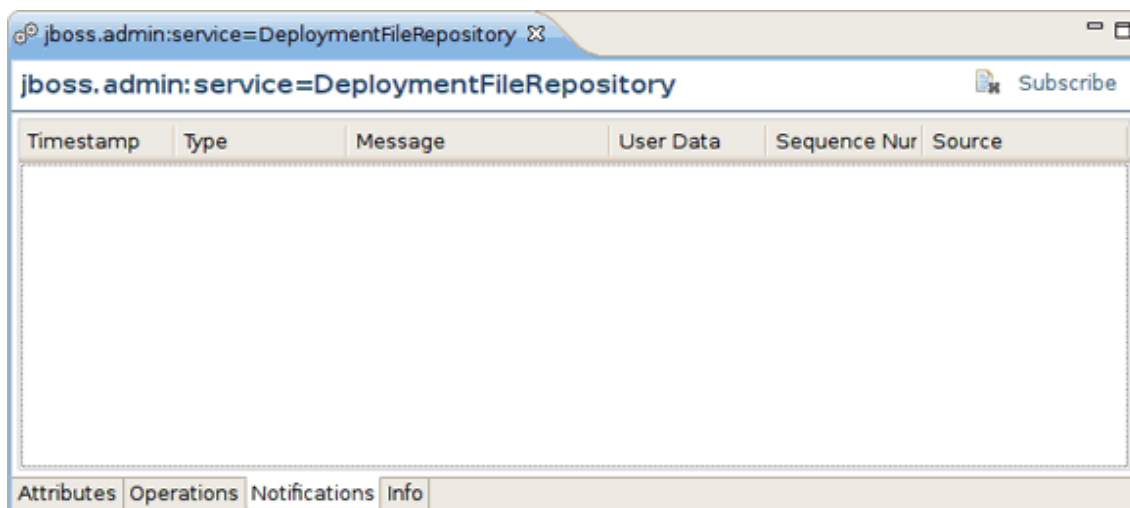 jboss.admin:service=DeploymentFileRepository
jboss.admin:service=DeploymentFileRepository Subscribe
Timestamp Type Message User Data Sequence Nur Source
Attributes Operations Notifications Info